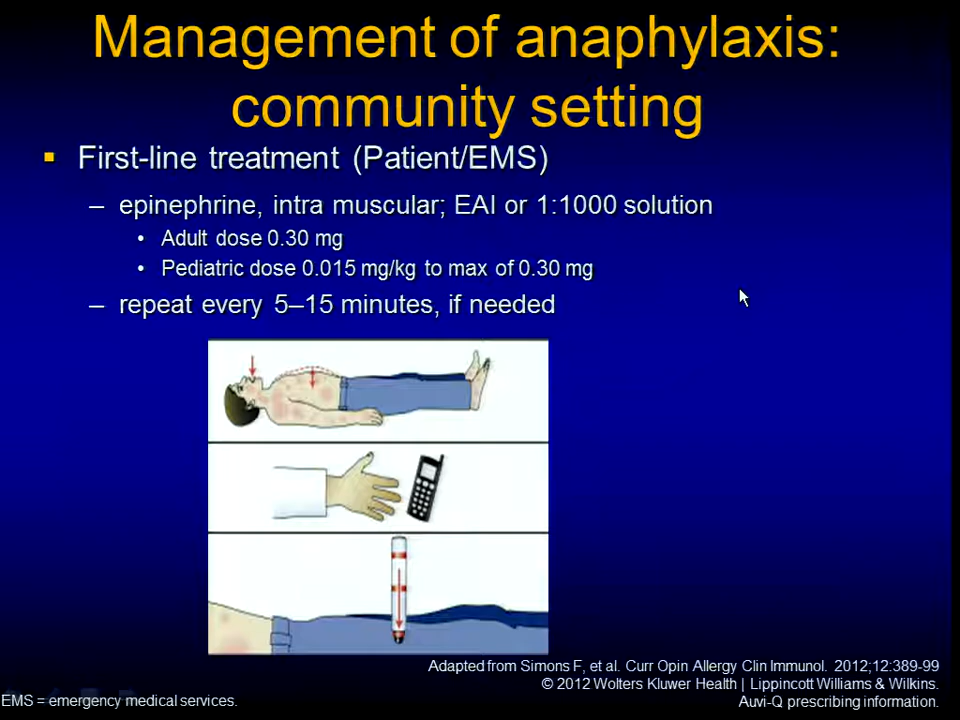 Management of anaphylaxis:
community setting
▪ First-line treatment (Patient/EMS)
– epinephrine, intra muscular; EAI or 1:1000 solution
• Adult dose 0.30 mg
• Pediatric dose 0.015 mg/kg to max of 0.30 mg
– repeat every 5–15 minutes, if needed
Adapted from Simons F, et al. Curr Opin Allergy Clin Immunol. 2012;12:389-99
© 2012 Wolters Kluwer Health | Lippincott Williams & Wilkins.
EMS = emergency medical services.
Auvi-Q prescribing information.